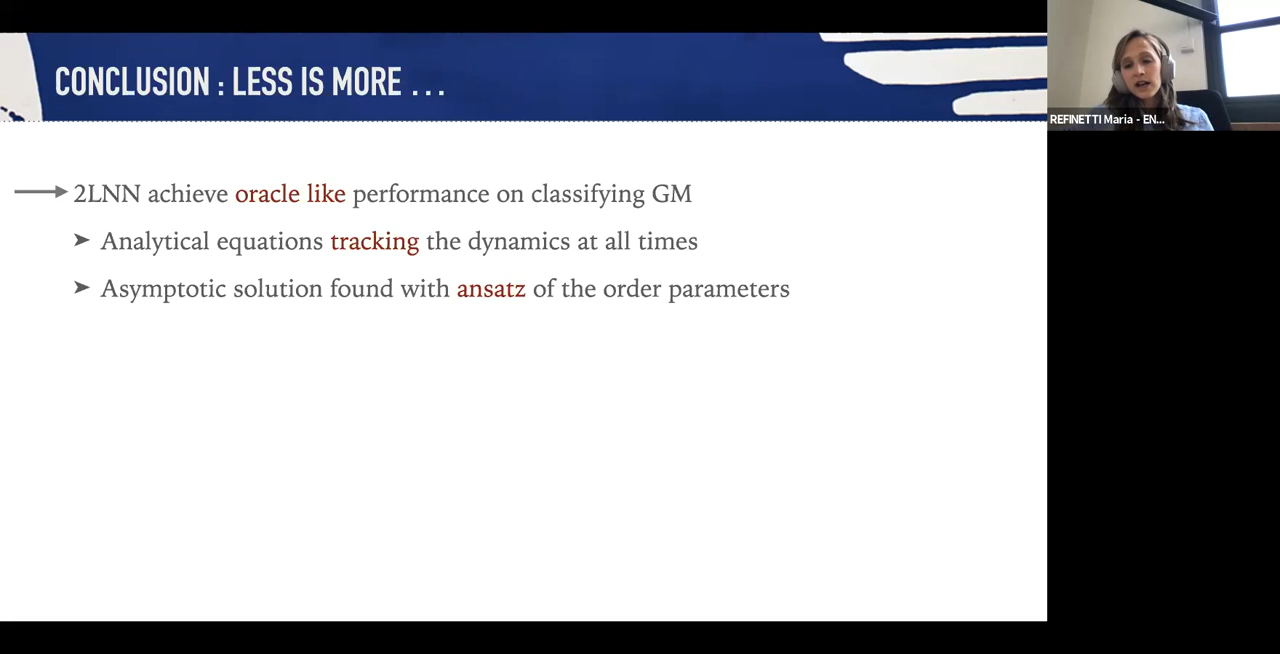 CONCLUSION : LESS IS MORE ...
REFINETTI Maria - EN...
2LNN achieve oracle like performance on classifying GM
➤ Analytical equations tracking the dynamics at all times
➤ Asymptotic solution found with ansatz of the order parameters